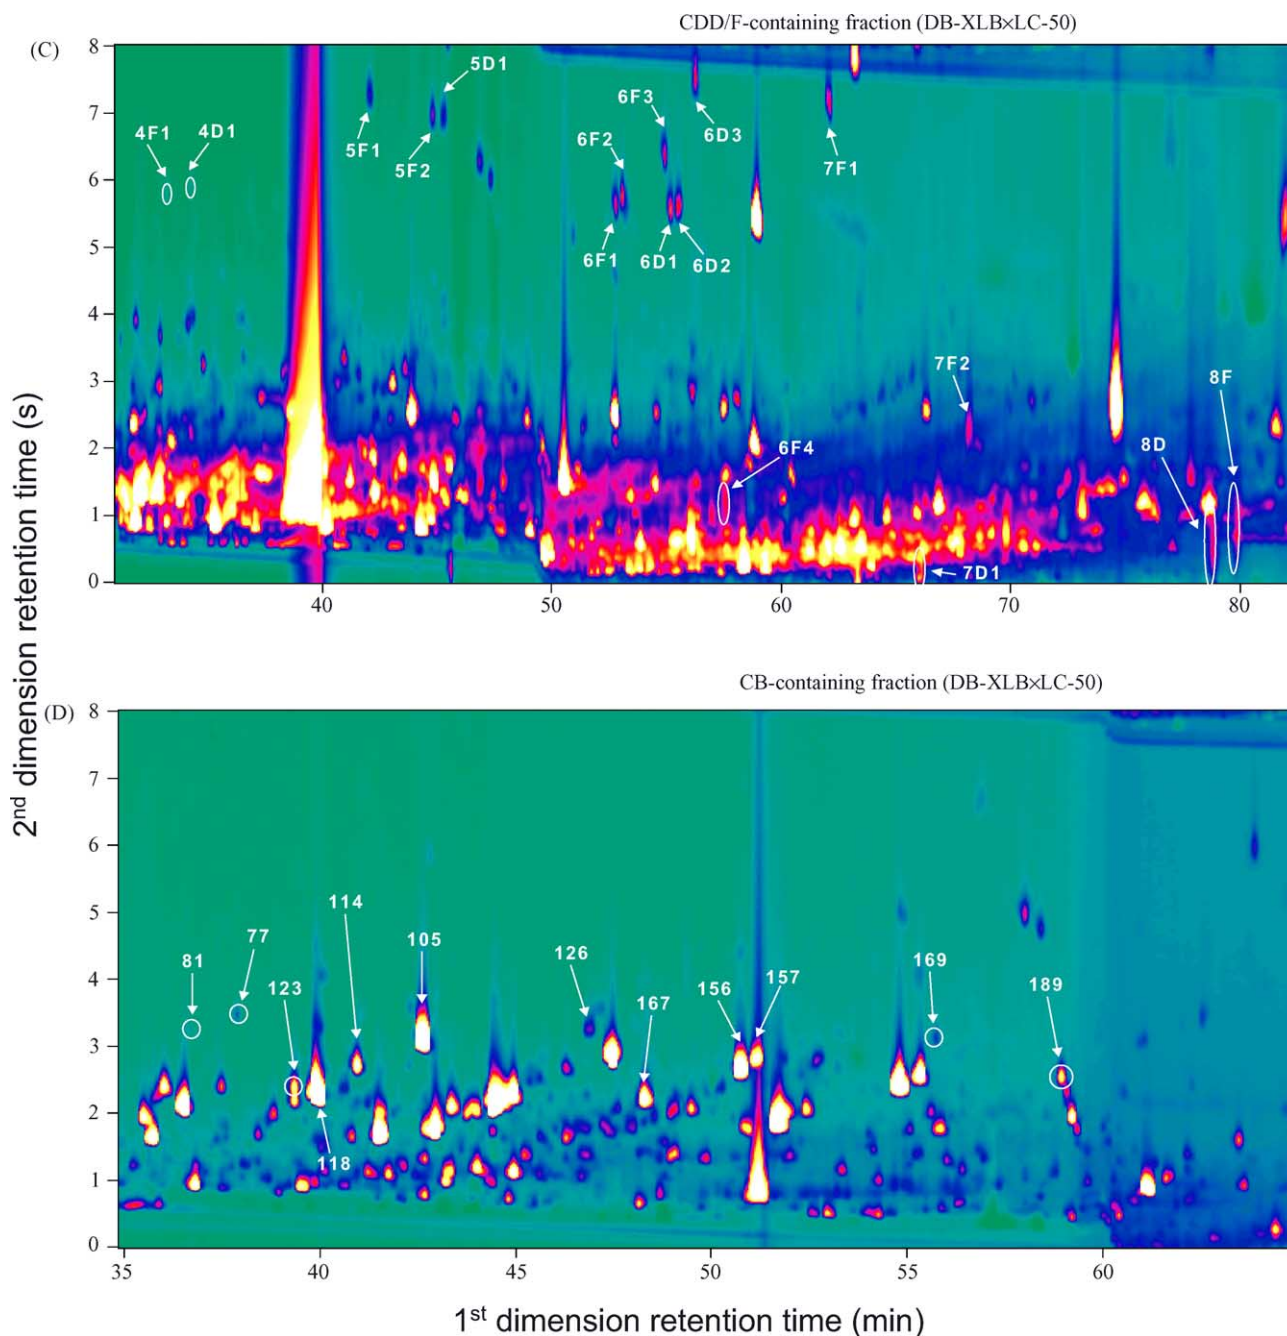 CDD/F-containing fraction (DB-XLB×LC-50)
(C)
8
7
6
5
4
3
2
1
0
4F1
4D1
5F1
5F2
5D1
6F3
6F2
6D3
7F1
6F1
6D1
6D2
7F2
8F
6F4
8D
7D1
40
50
60
70
80
2nd dimension retention time (s)
CB-containing fraction (DB-XLB×LC-50)
(D)
8
7
6
5
4
3
2
1
0
81
77
123
114
105
118
126
167
156
157
169
189
35
40
45
50
55
60
1st dimension retention time (min)